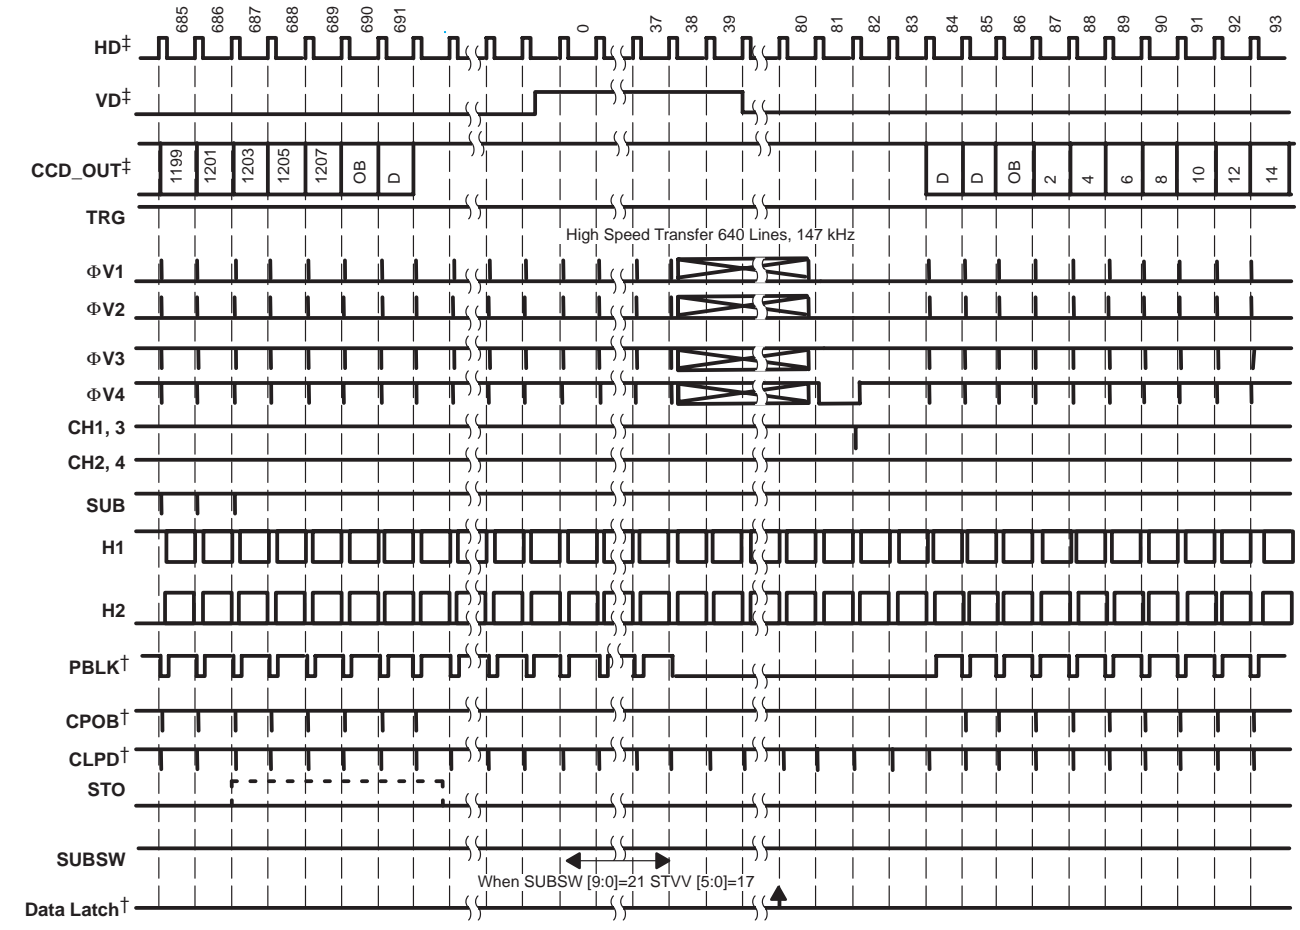 685 686 687 688 689 690 691 0 37 38 39 80 81 82 83 84 85 86 87 88 89 90 91 92 93
HD‡
VD‡
CCD_OUT‡ 1199 1201 1203 1205 1207 OB D D D OB 2 4 6 8 10 12 14
TRG
High Speed Transfer 640 Lines, 147 kHz
ΦV1
ΦV2
ΦV3
ΦV4
CH1, 3
CH2, 4
SUB
H1
H2
PBLK†
CPOB†
CLPD†
STO
SUBSW
When SUBSW [9:0]=21 STVV [5:0]=17
Data Latch†